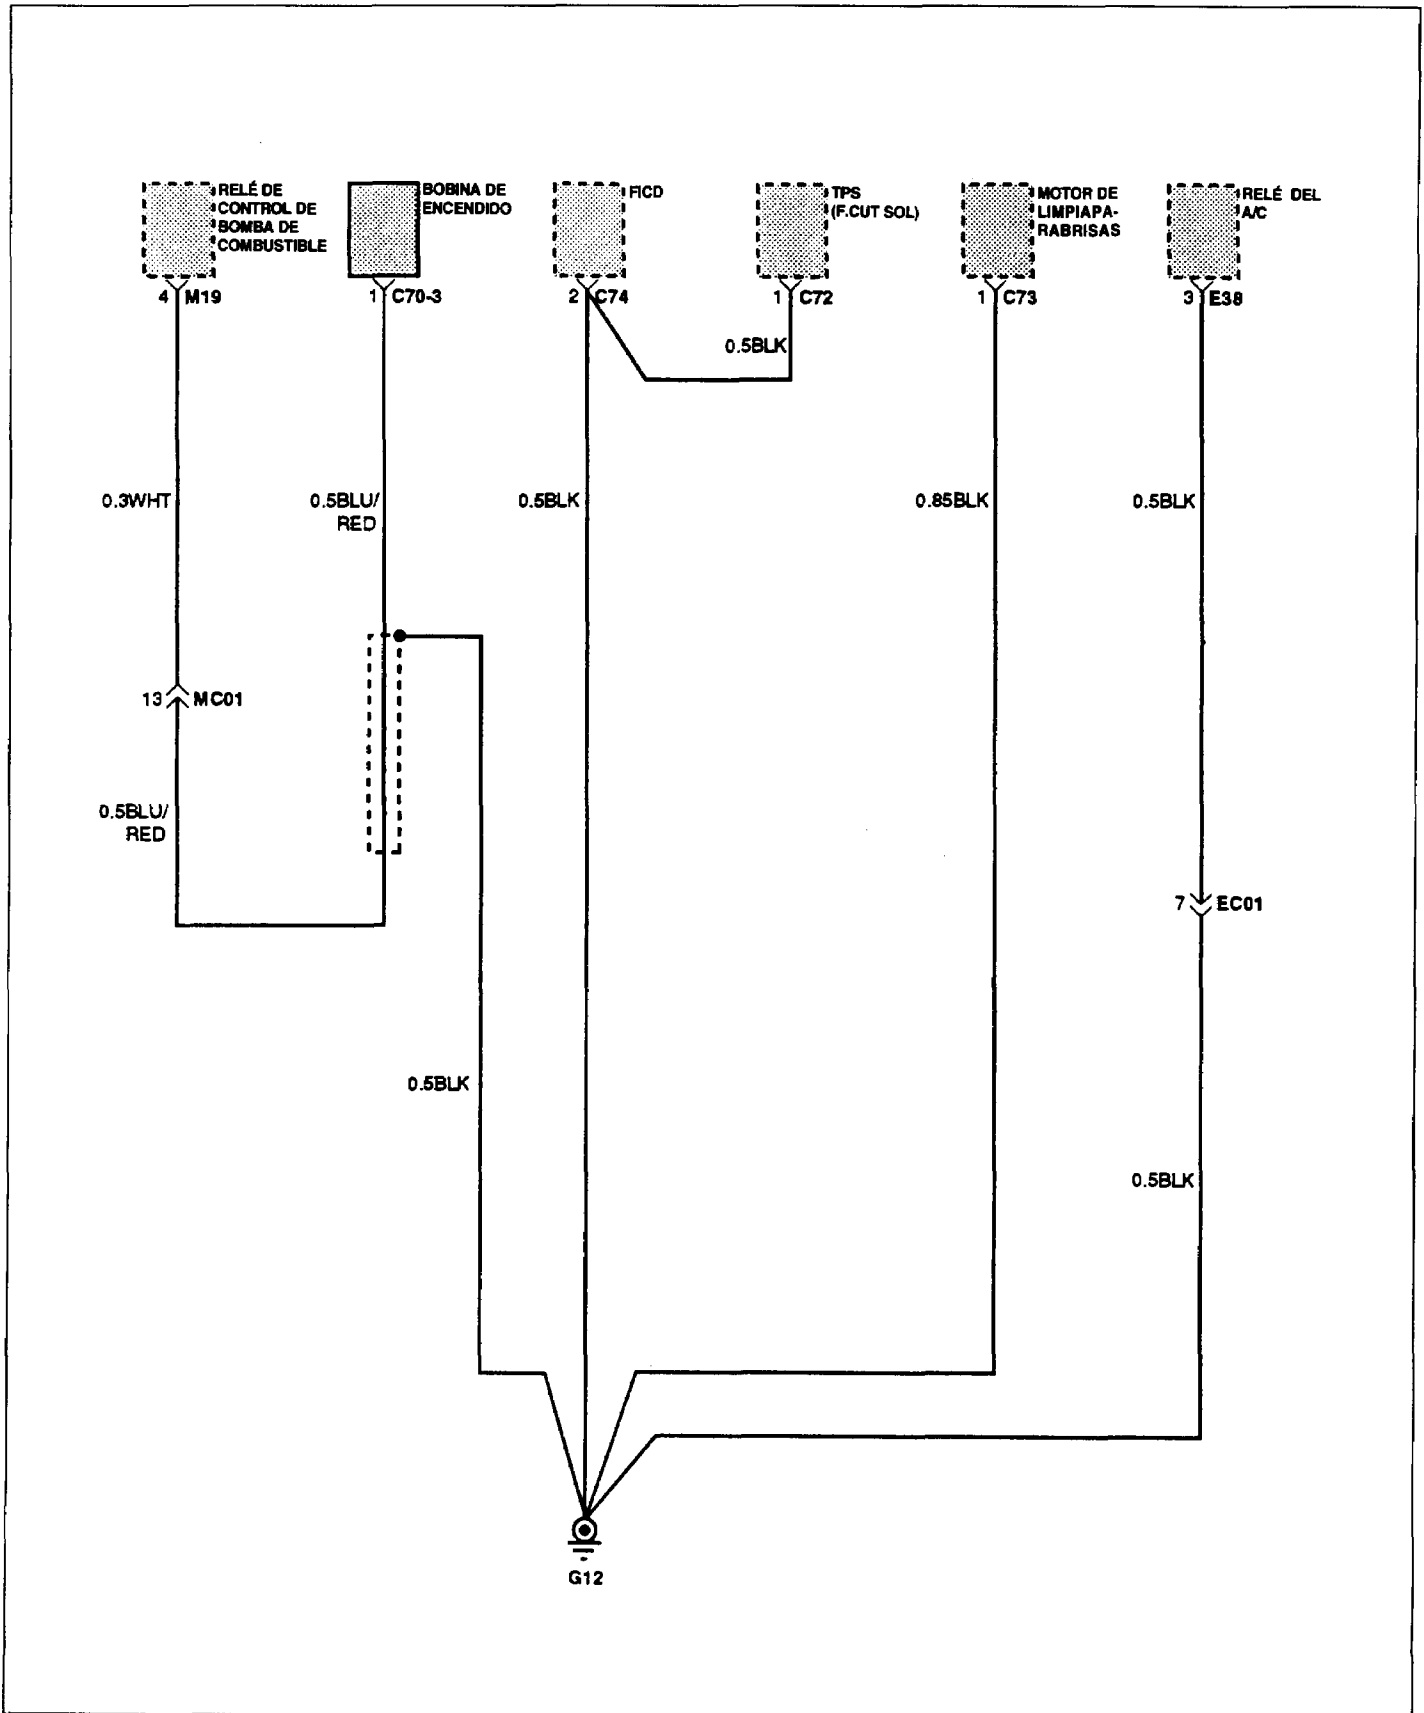 RELÉ DE
CONTROL DE
BOMBA DE
COMBUSTIBLE
BOBINA DE
ENCENDIDO
FICD
TPS
(F.CUT SOL)
MOTOR DE
LIMPIAPA-
RABRISAS
RELÉ DEL
A/C
4 M19
1 C70-3
2 C74
1 C72
1 C73
3 E38
0.5BLK
0.3WHT
0.5BLU/
RED
0.5BLK
0.85BLK
0.5BLK
13 MC01
0.5BLU/
RED
7 EC01
0.5BLK
0.5BLK
G12